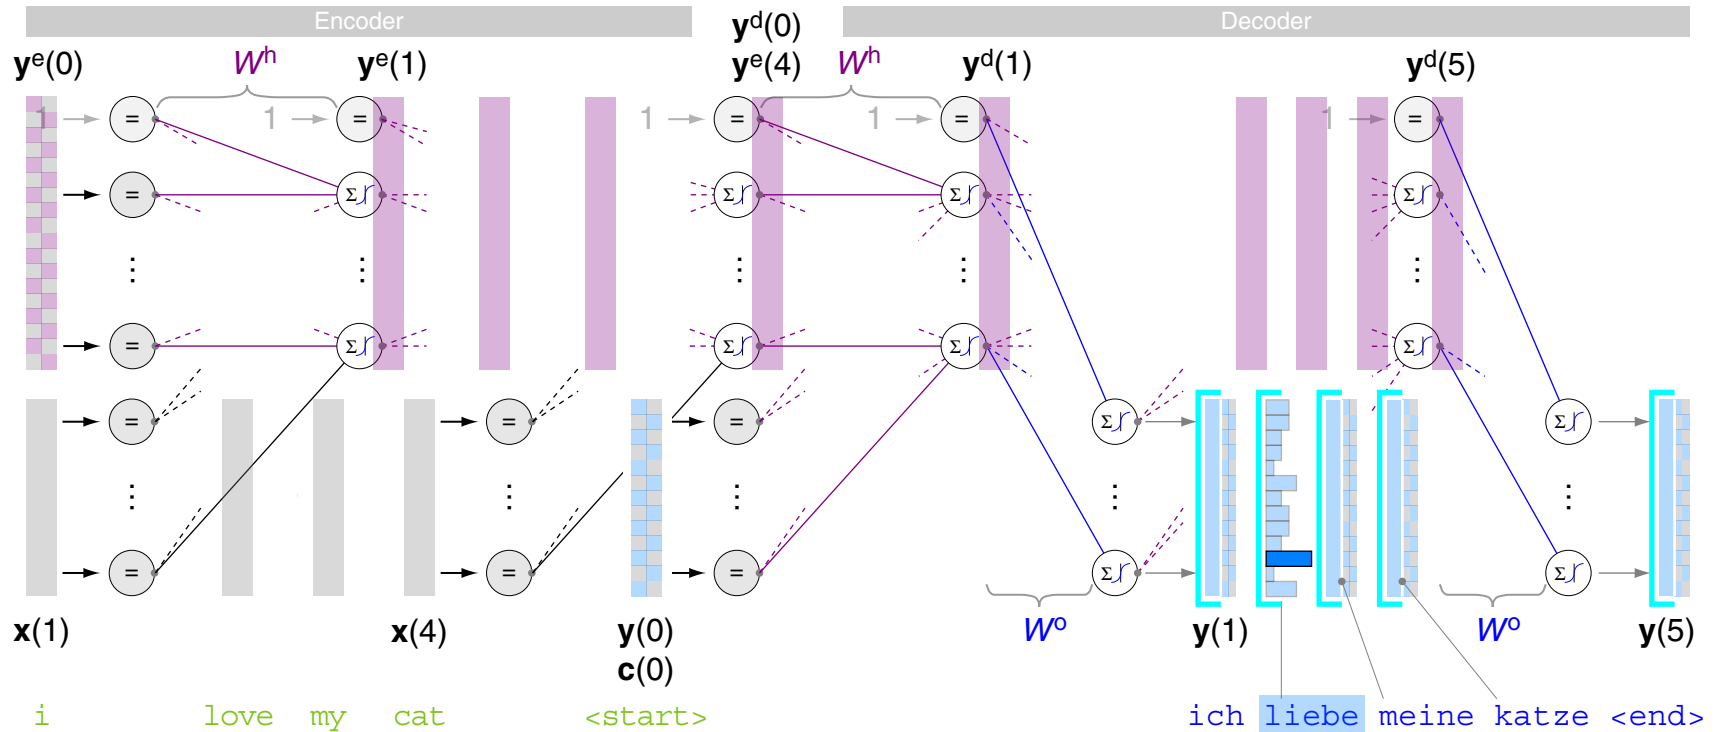 Encoder Decoder
yᵈ(0)
yᵉ(0) Wʰ yᵉ(1) yᵉ(4) Wʰ yᵈ(1) yᵈ(5)
1 = 1 = 1 = 1 = 1 =
= Σ Σ Σ Σ
⋮ ⋮ ⋮ ⋮ ⋮
= Σ Σ Σ Σ
= = = Σ Σ
⋮ ⋮ ⋮ ⋮ ⋮
= = = Σ Σ
x(1) x(4) y(0) Wᵒ y(1) Wᵒ y(5)
c(0)
i love my cat <start> ich liebe meine katze <end>